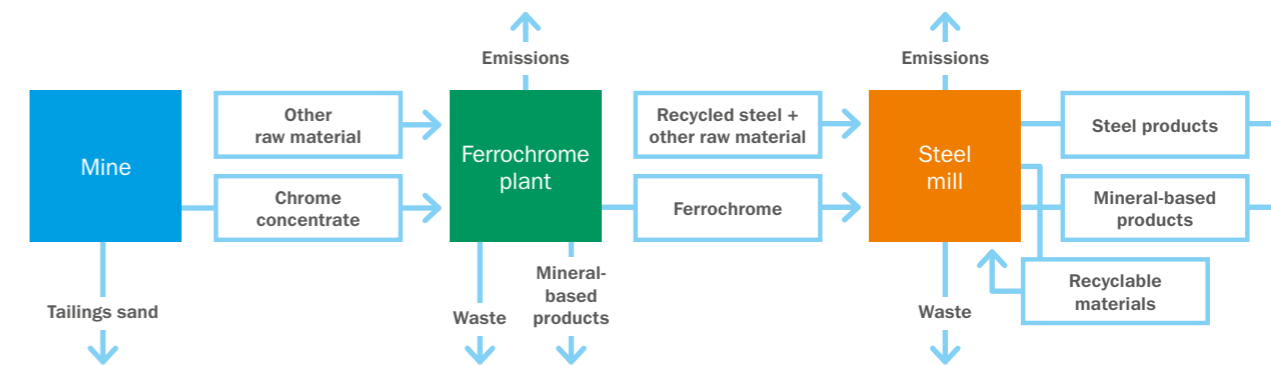 Emissions
Emissions
Other
raw material
Recycled steel +
other raw material
Steel products
Mine
Ferrochrome
plant
Steel
mill
Chrome
concentrate
Ferrochrome
Mineral-based
products
Mineral-
based
products
Recyclable
materials
Tailings sand
Waste
Waste